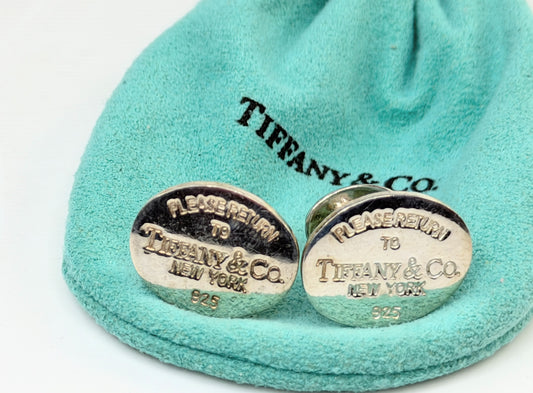 TIFFANY & CO.
PLEASE RETURN
TO
TIFFANY & CO.
NEW YORK
925
PLEASE RETURN
TO
TIFFANY & CO.
NEW YORK
925